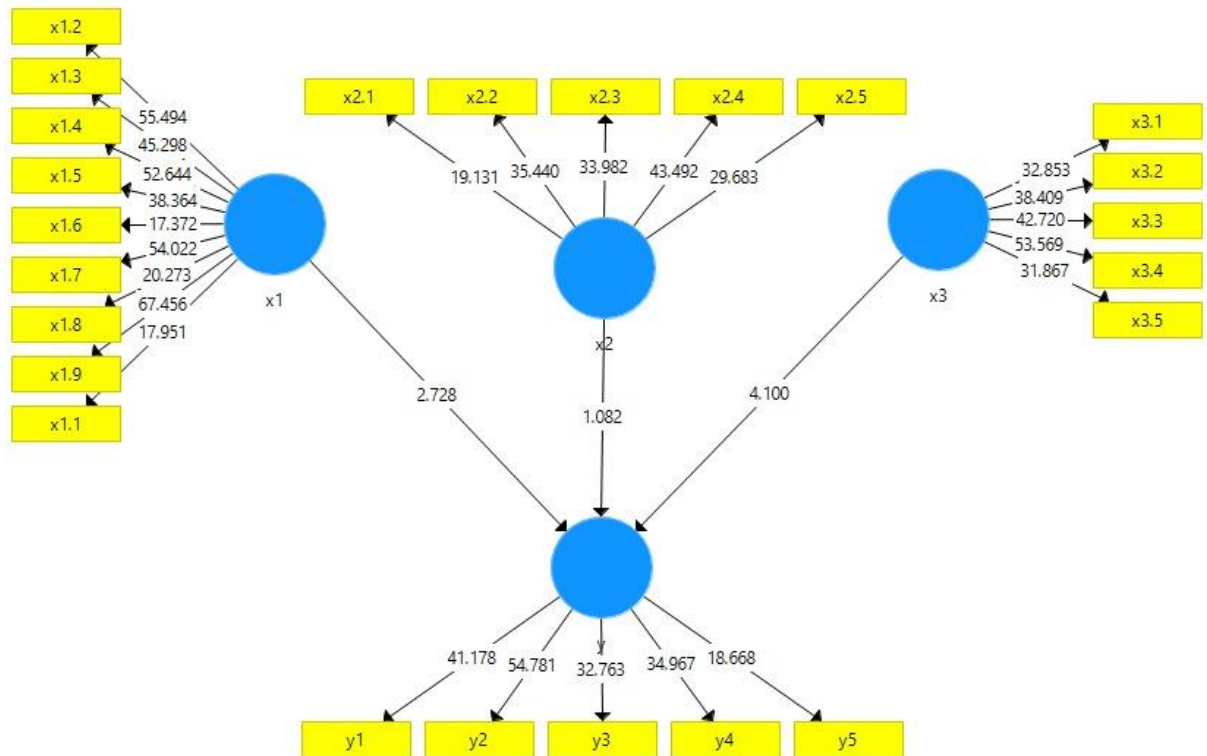 x1.2
x1.3
x1.4
x1.5
x1.6
x1.7
x1.8
x1.9
x1.1
55.494
45.298
52.644
38.364
17.372
54.022
20.273
67.456
17.951
x1
x2.1
x2.2
x2.3
x2.4
x2.5
19.131
35.440
33.982
43.492
29.683
x2
x3.1
x3.2
x3.3
x3.4
x3.5
32.853
38.409
42.720
53.569
31.867
x3
2.728
1.082
4.100
y
41.178
54.781
32.763
34.967
18.668
y1
y2
y3
y4
y5